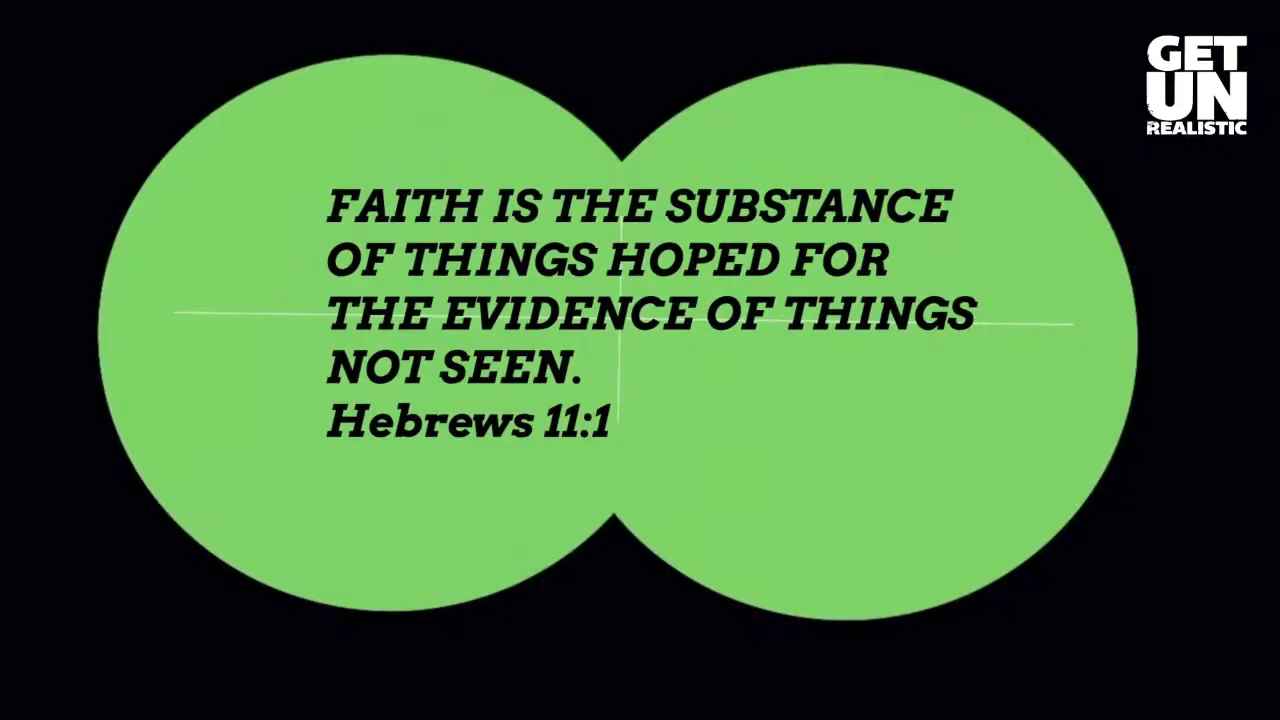 GET
UN
REALISTIC
FAITH IS THE SUBSTANCE
OF THINGS HOPED FOR
THE EVIDENCE OF THINGS
NOT SEEN.
Hebrews 11:1